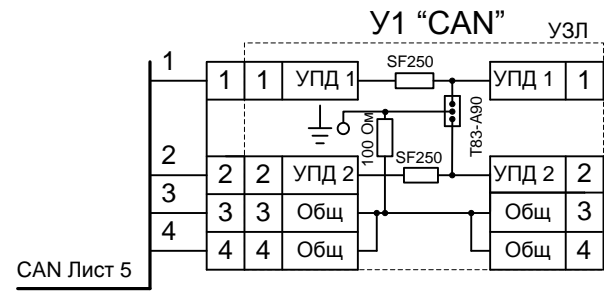 У1 “CAN”
УЗЛ
1 1 1 УПД 1 SF250 УПД 1 1
100 Ом
T83-A90
2 2 2 УПД 2 SF250 УПД 2 2
3 3 3 Общ Общ 3
4 4 4 Общ Общ 4
CAN Лист 5